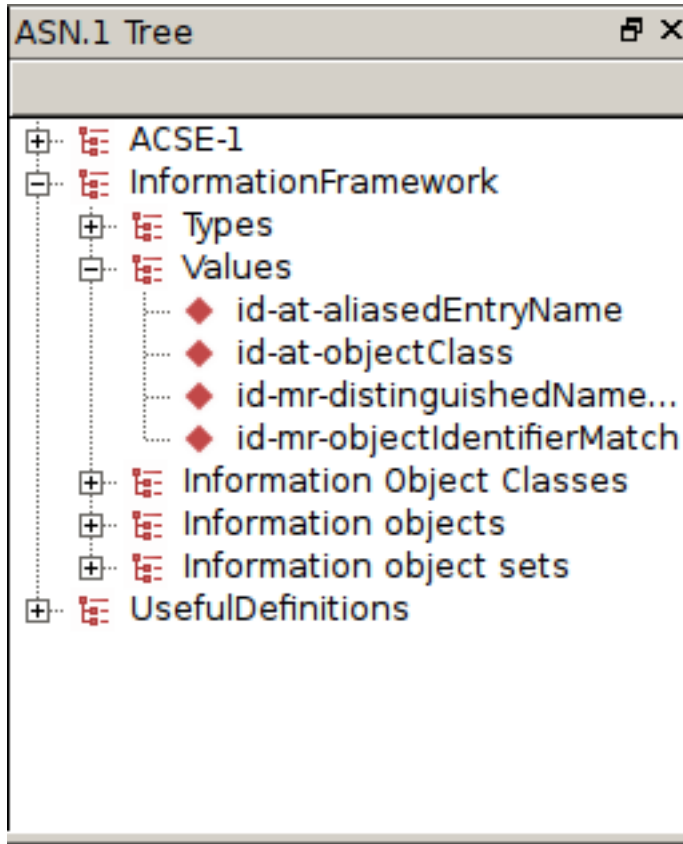 ASN.1 Tree
ACSE-1
InformationFramework
Types
Values
id-at-aliasedEntryName
id-at-objectClass
id-mr-distinguishedName...
id-mr-objectIdentifierMatch
Information Object Classes
Information objects
Information object sets
UsefulDefinitions